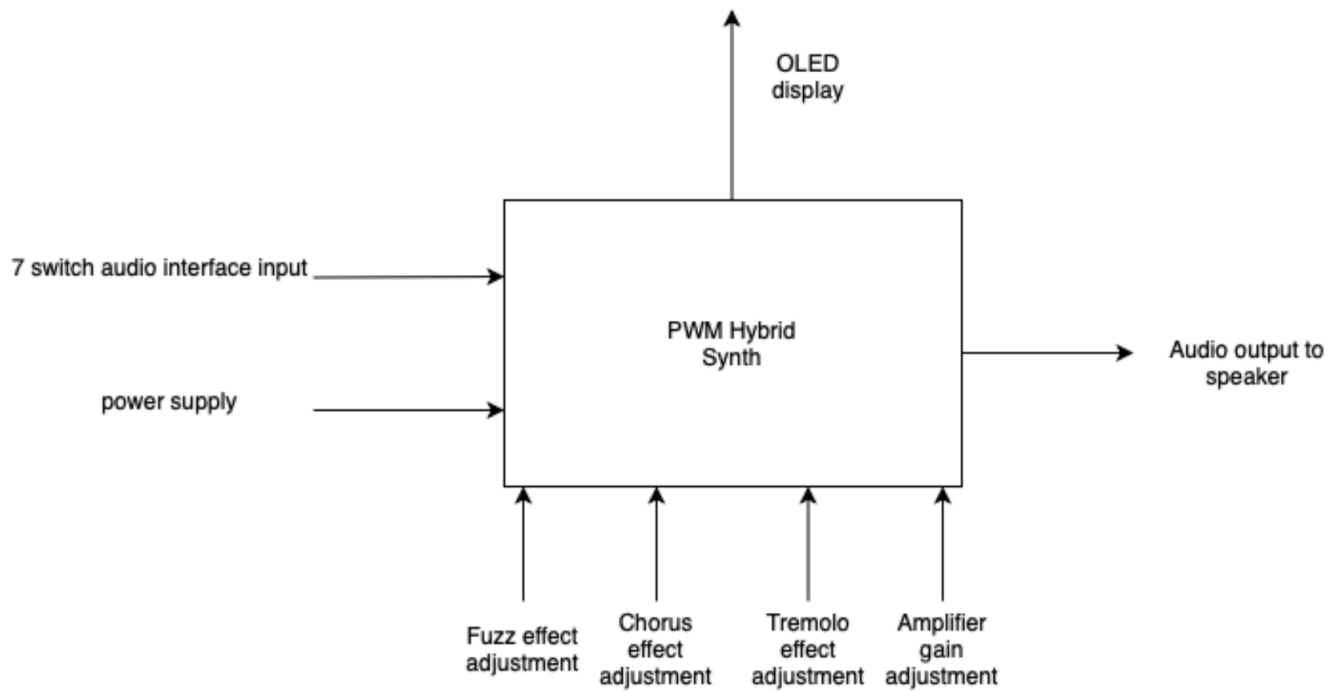 OLED
display
7 switch audio interface input
PWM Hybrid
Synth
Audio output to
speaker
power supply
Fuzz effect
adjustment
Chorus
effect
adjustment
Tremolo
effect
adjustment
Amplifier
gain
adjustment